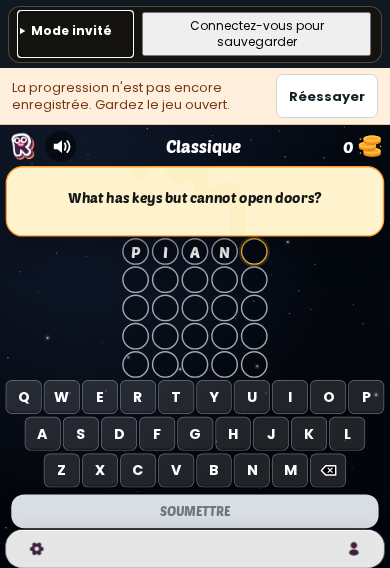 Mode invité
Connectez-vous pour
sauvegarder
La progression n'est pas encore
enregistrée. Gardez le jeu ouvert.
Réessayer
Classique
0
What has keys but cannot open doors?
P I A N
Q W E R T Y U I O P
A S D F G H J K L
Z X C V B N M
SOUMETTRE